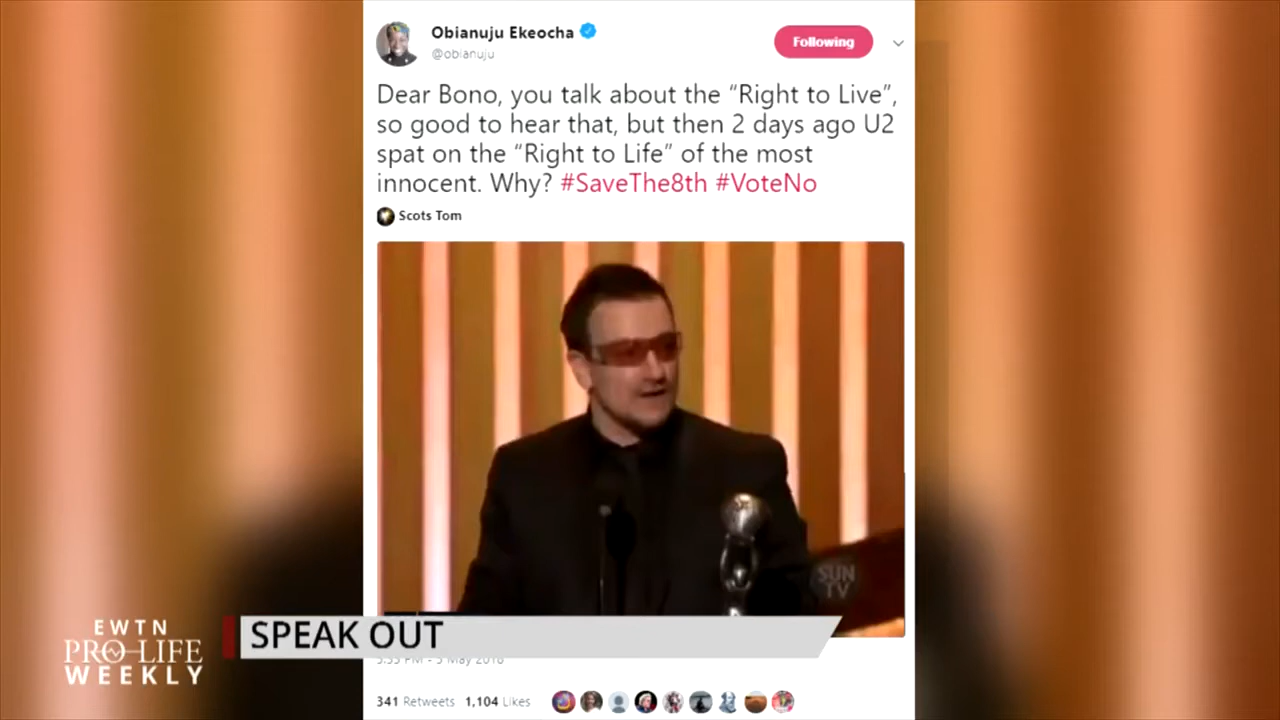 Obianuju Ekeocha
@obianuju
Following
Dear Bono, you talk about the “Right to Live”,
so good to hear that, but then 2 days ago U2
spat on the “Right to Life” of the most
innocent. Why? #SaveThe8th #VoteNo
Scots Tom
SUN
TV
EWTN
PRO-LIFE
WEEKLY
SPEAK OUT
341 Retweets 1,104 Likes